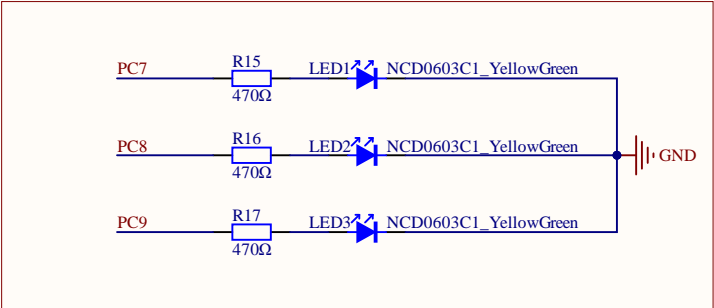 PC7 R15 470Ω LED1 NCD0603C1_YellowGreen
PC8 R16 470Ω LED2 NCD0603C1_YellowGreen GND
PC9 R17 470Ω LED3 NCD0603C1_YellowGreen